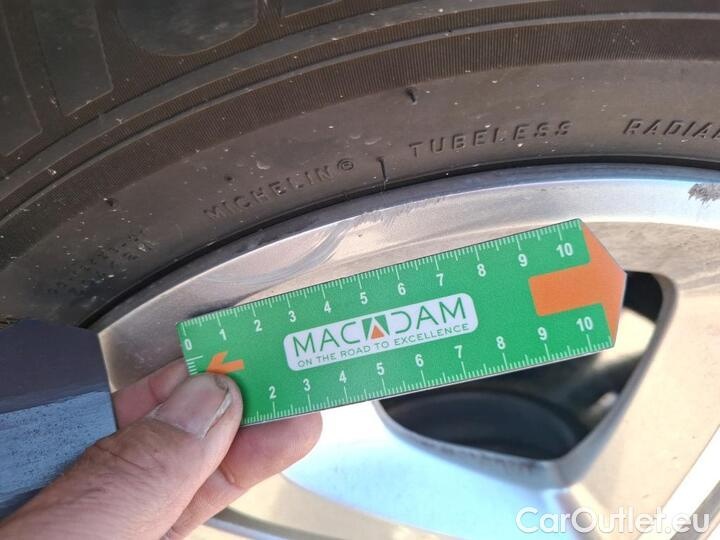 MICHELIN® TUBELESS RADIAL
0 1 2 3 4 5 6 7 8 9 10
MACADAM
ON THE ROAD TO EXCELLENCE
0 2 3 4 5 6 7 8 9 10
CarOutlet.eu